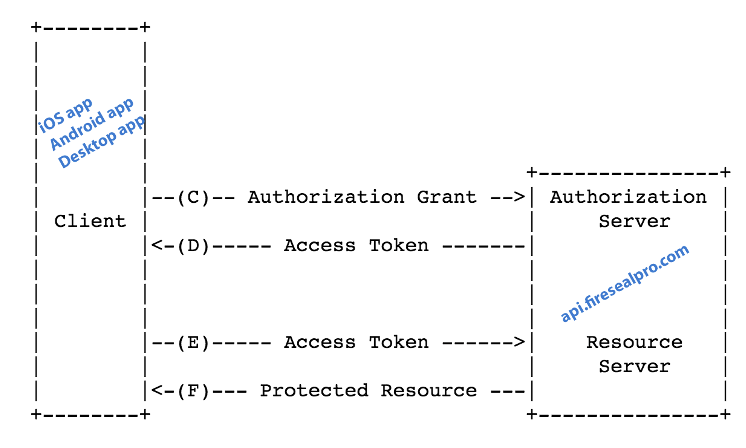 iOS app
Android app
Desktop app
--(C)-- Authorization Grant -->
Authorization
Server
Client
<-(D)----- Access Token -------
api.firesealpro.com
--(E)----- Access Token ------>
Resource
Server
<-(F)--- Protected Resource ---